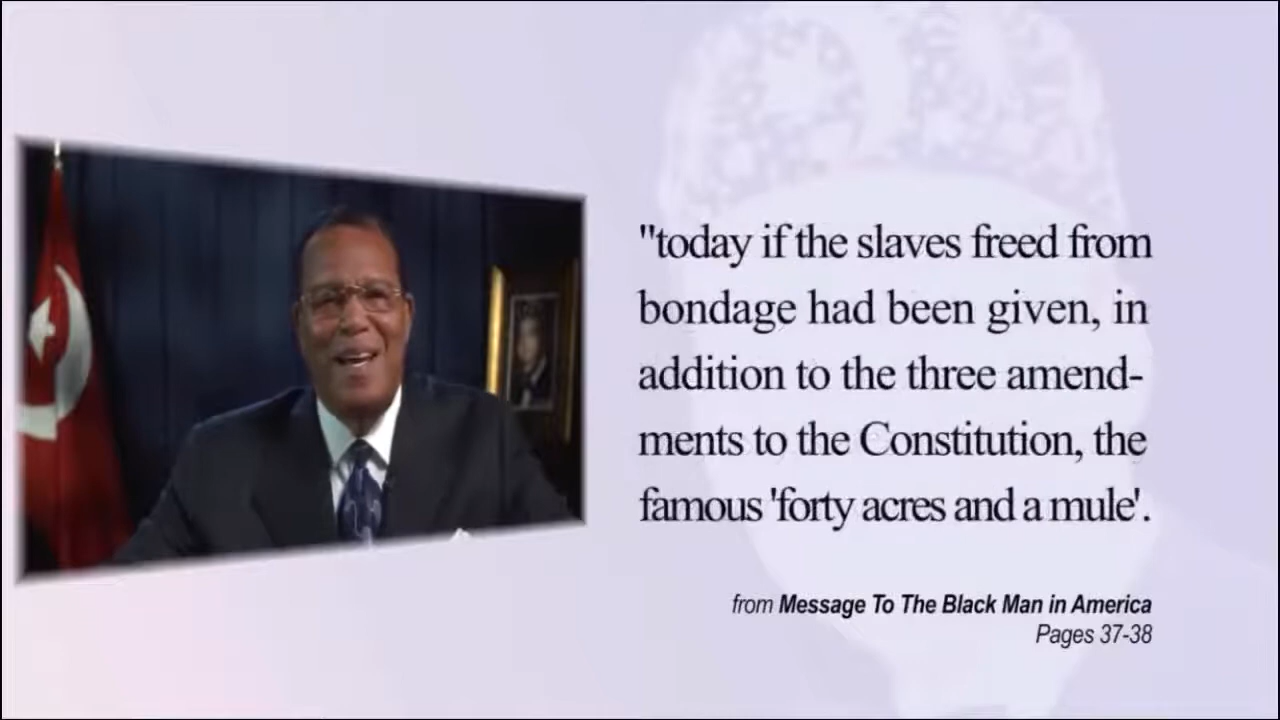 "today if the slaves freed from
bondage had been given, in
addition to the three amend-
ments to the Constitution, the
famous 'forty acres and a mule'.
from Message To The Black Man in America
Pages 37-38